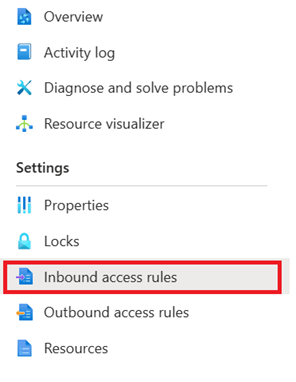 Overview
Activity log
Diagnose and solve problems
Resource visualizer
Settings
Properties
Locks
Inbound access rules
Outbound access rules
Resources